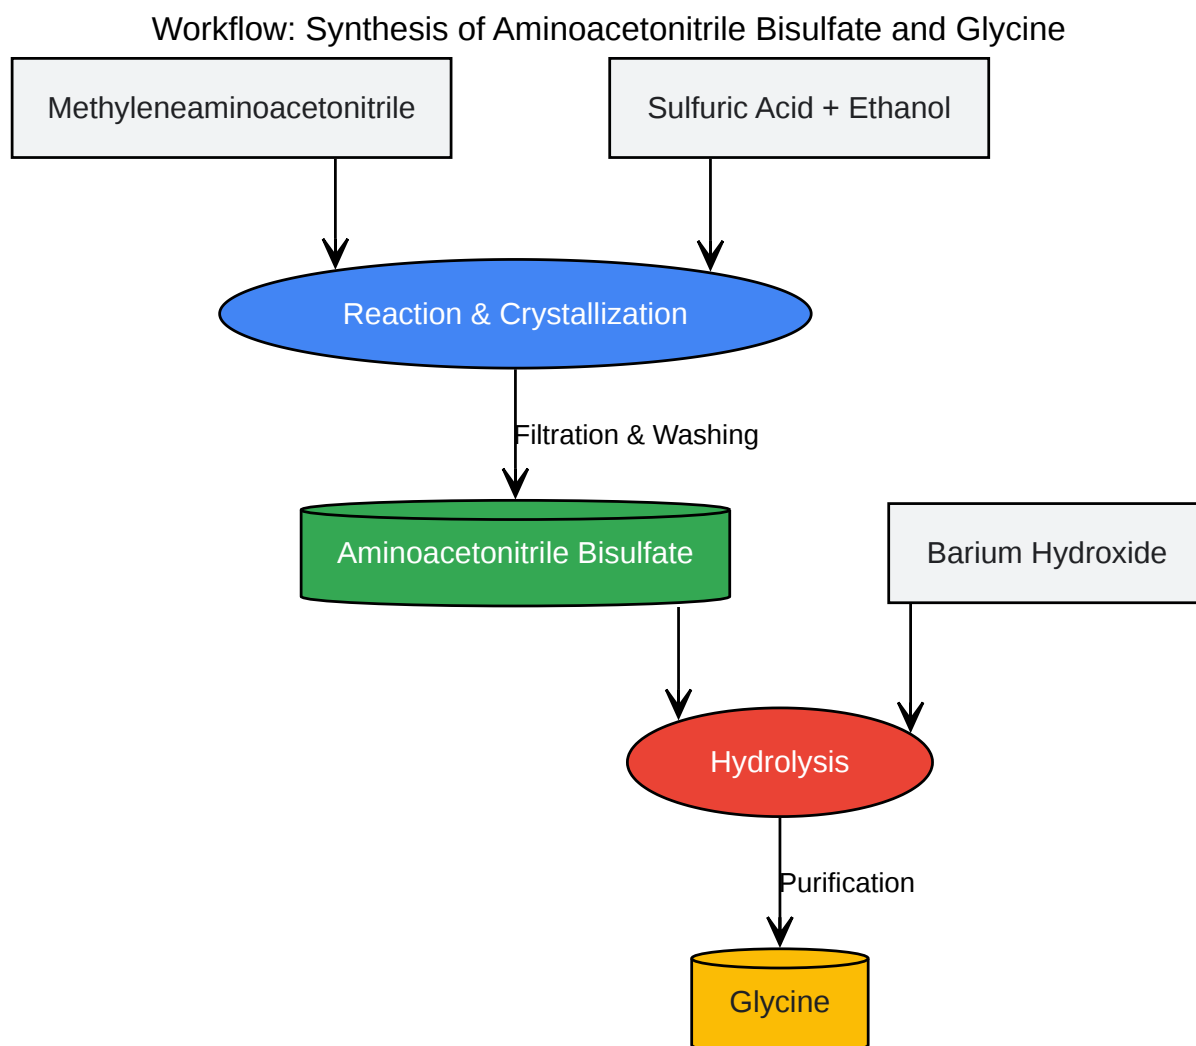 Workflow: Synthesis of Aminoacetonitrile Bisulfate and Glycine
Methyleneaminoacetonitrile
Sulfuric Acid + Ethanol
Reaction & Crystallization
Filtration & Washing
Aminoacetonitrile Bisulfate
Barium Hydroxide
Hydrolysis
Purification
Glycine